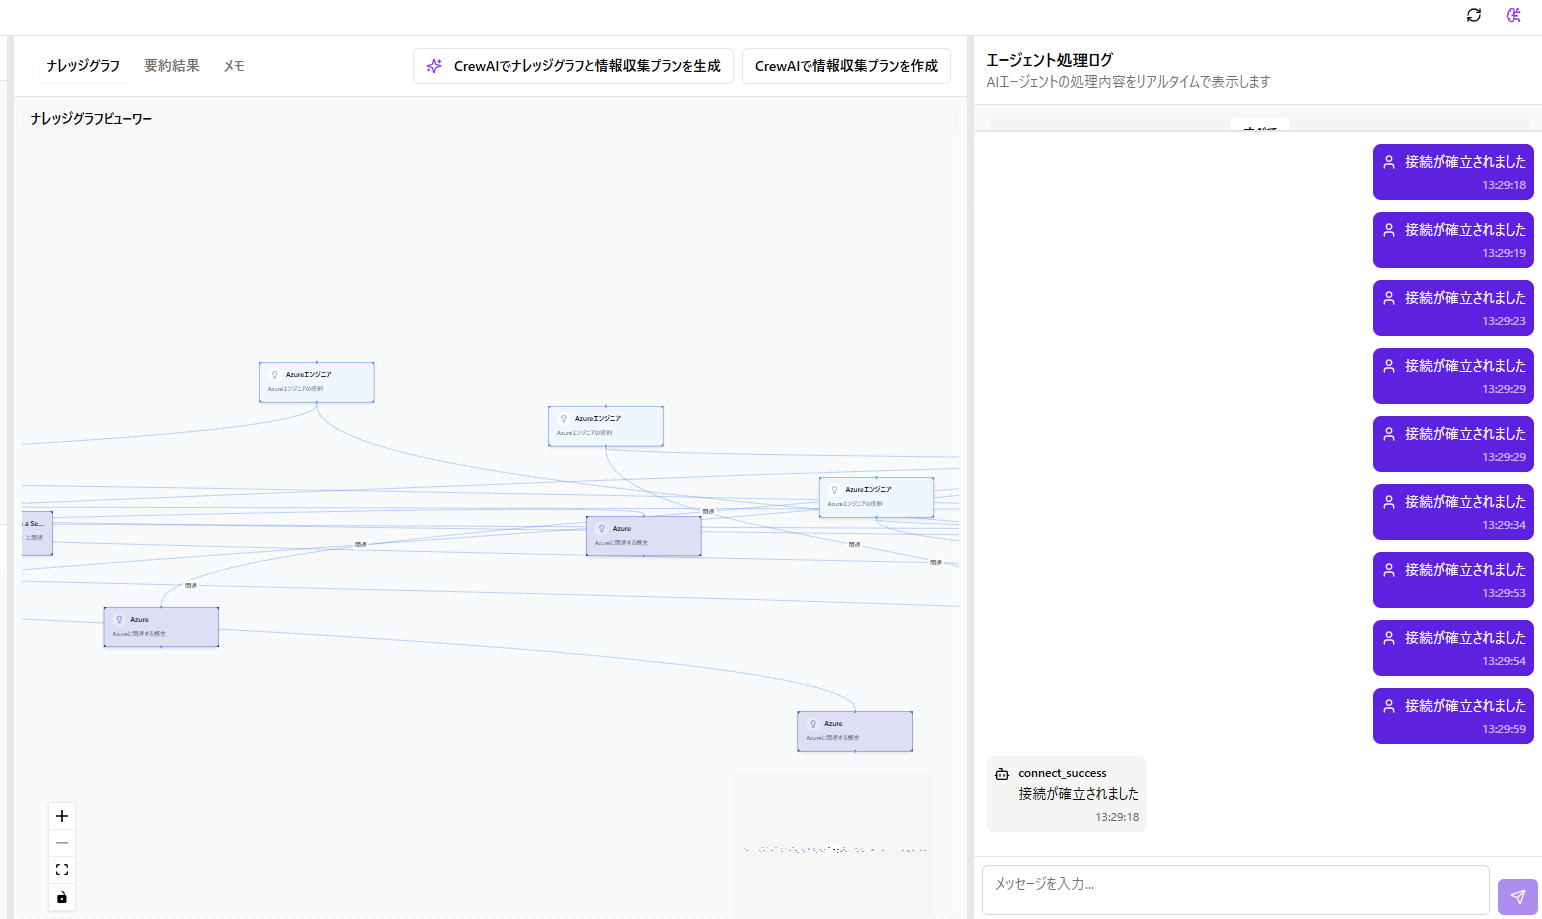 ナレッジグラフ
要約結果
メモ
CrewAIでナレッジグラフと情報収集プランを生成
CrewAIで情報収集プランを作成
ナレッジグラフビューワー
Azureエンジニア
Azureエンジニアの役割
Azureエンジニア
Azureエンジニアの役割
Azureエンジニア
Azureエンジニアの役割
関連
a Se...
と関連
Azure
Azureに関連する概念
関連
関連
関連
関連
Azure
Azureに関連する概念
Azure
Azureに関連する概念
エージェント処理ログ
AIエージェントの処理内容をリアルタイムで表示します
すべて
接続が確立されました
13:29:18
接続が確立されました
13:29:19
接続が確立されました
13:29:23
接続が確立されました
13:29:29
接続が確立されました
13:29:29
接続が確立されました
13:29:34
接続が確立されました
13:29:53
接続が確立されました
13:29:54
接続が確立されました
13:29:59
connect_success
接続が確立されました
13:29:18
メッセージを入力...